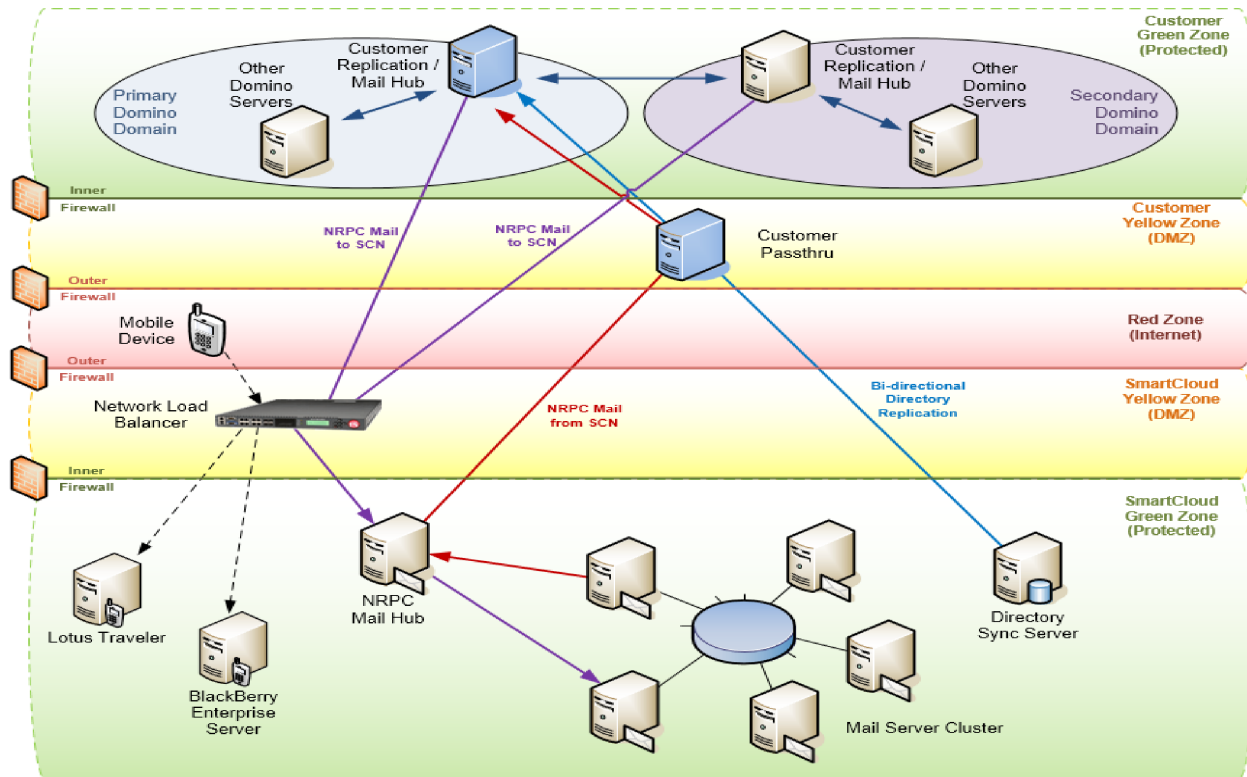 Customer
Green Zone
(Protected)
Customer
Replication /
Mail Hub
Other
Domino
Servers
Primary
Domino
Domain
Customer
Replication /
Mail Hub
Other
Domino
Servers
Secondary
Domino
Domain
Inner
Firewall
NRPC Mail
to SCN
NRPC Mail
to SCN
Customer
Passthru
Customer
Yellow Zone
(DMZ)
Outer
Firewall
Mobile
Device
Red Zone
(Internet)
Outer
Firewall
Network Load
Balancer
NRPC Mail
from SCN
Bi-directional
Directory
Replication
SmartCloud
Yellow Zone
(DMZ)
Inner
Firewall
SmartCloud
Green Zone
(Protected)
Lotus Traveler
BlackBerry
Enterprise
Server
NRPC
Mail Hub
Mail Server Cluster
Directory
Sync Server